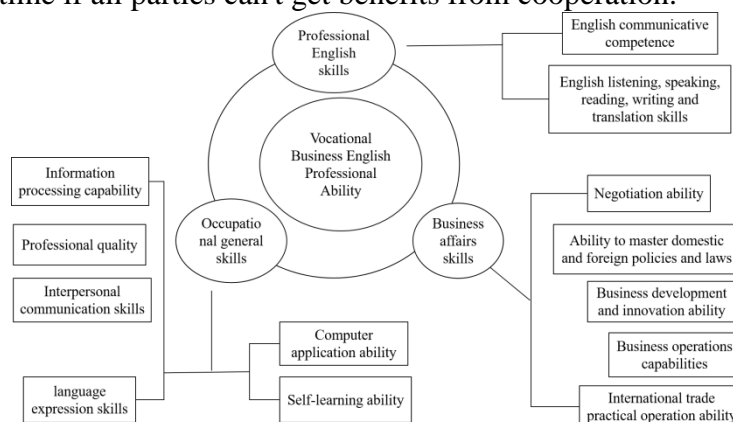 time if all parties can't get benefits from cooperation.
Professional
English
skills
English communicative
competence
English listening, speaking,
reading, writing and
translation skills
Vocational
Business English
Professional
Ability
Information
processing capability
Professional quality
Interpersonal
communication skills
language
expression skills
Occupatio
nal general
skills
Computer
application ability
Self-learning ability
Business
affairs
skills
Negotiation ability
Ability to master domestic
and foreign policies and laws
Business development
and innovation ability
Business operations
capabilities
International trade
practical operation ability